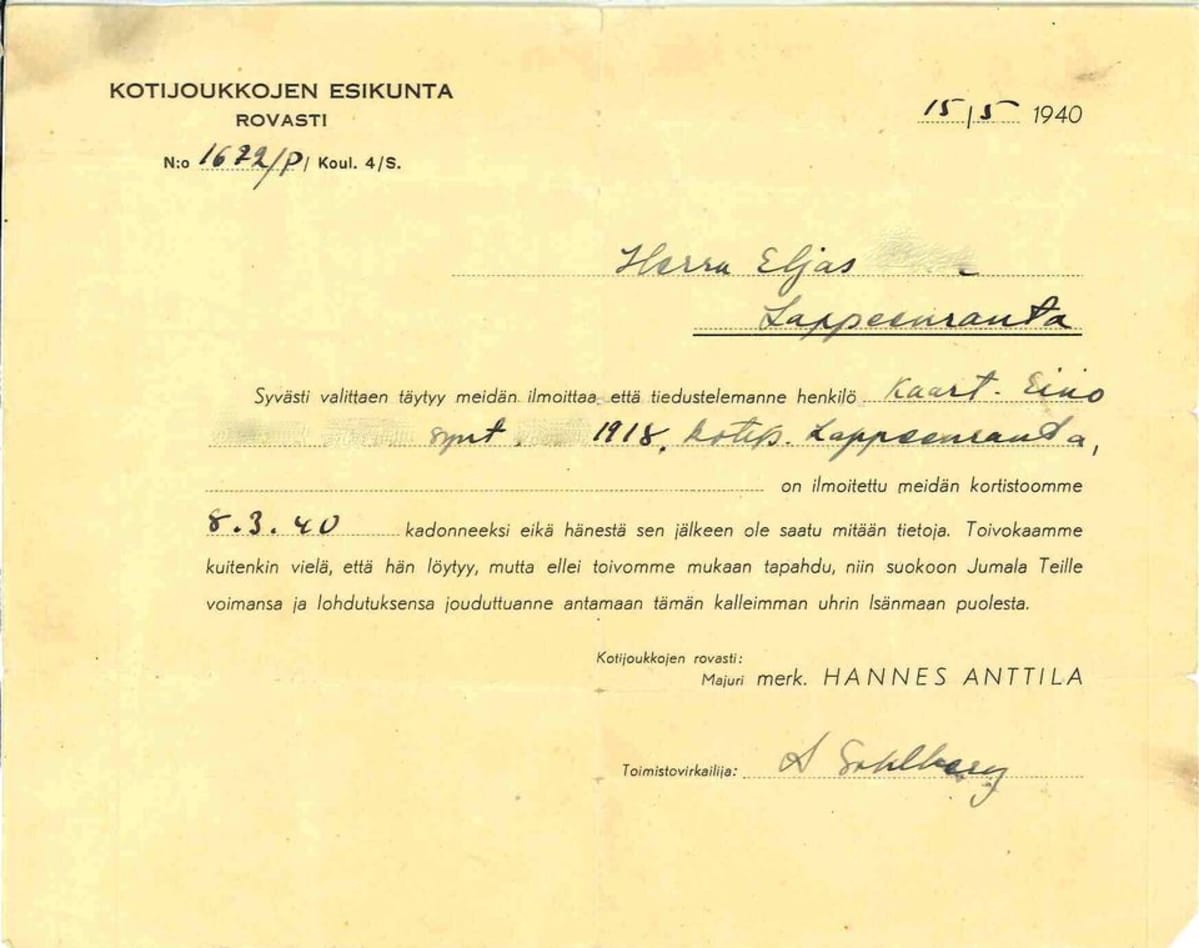 KOTIJOUKKOJEN ESIKUNTA
ROVASTI
N:o 1622/P/ Koul. 4/S.
15/5 1940
Herra Eljas
Lappeenranta
Syvästi valittaen täytyy meidän ilmoittaa, että tiedustelemanne henkilö Kaart. Eino
synt 1918, kotip. Lappeenranta,
on ilmoitettu meidän kortistoomme
8.3.40 kadonneeksi eikä hänestä sen jälkeen ole saatu mitään tietoja. Toivokaamme
kuitenkin vielä, että hän löytyy, mutta ellei toivomme mukaan tapahdu, niin suokoon Jumala Teille
voimansa ja lohdutuksensa jouduttuanne antamaan tämän kalleimman uhrin Isänmaan puolesta.
Kotijoukkojen rovasti:
Majuri merk. HANNES ANTTILA
Toimistovirkailija: A Sohlberg